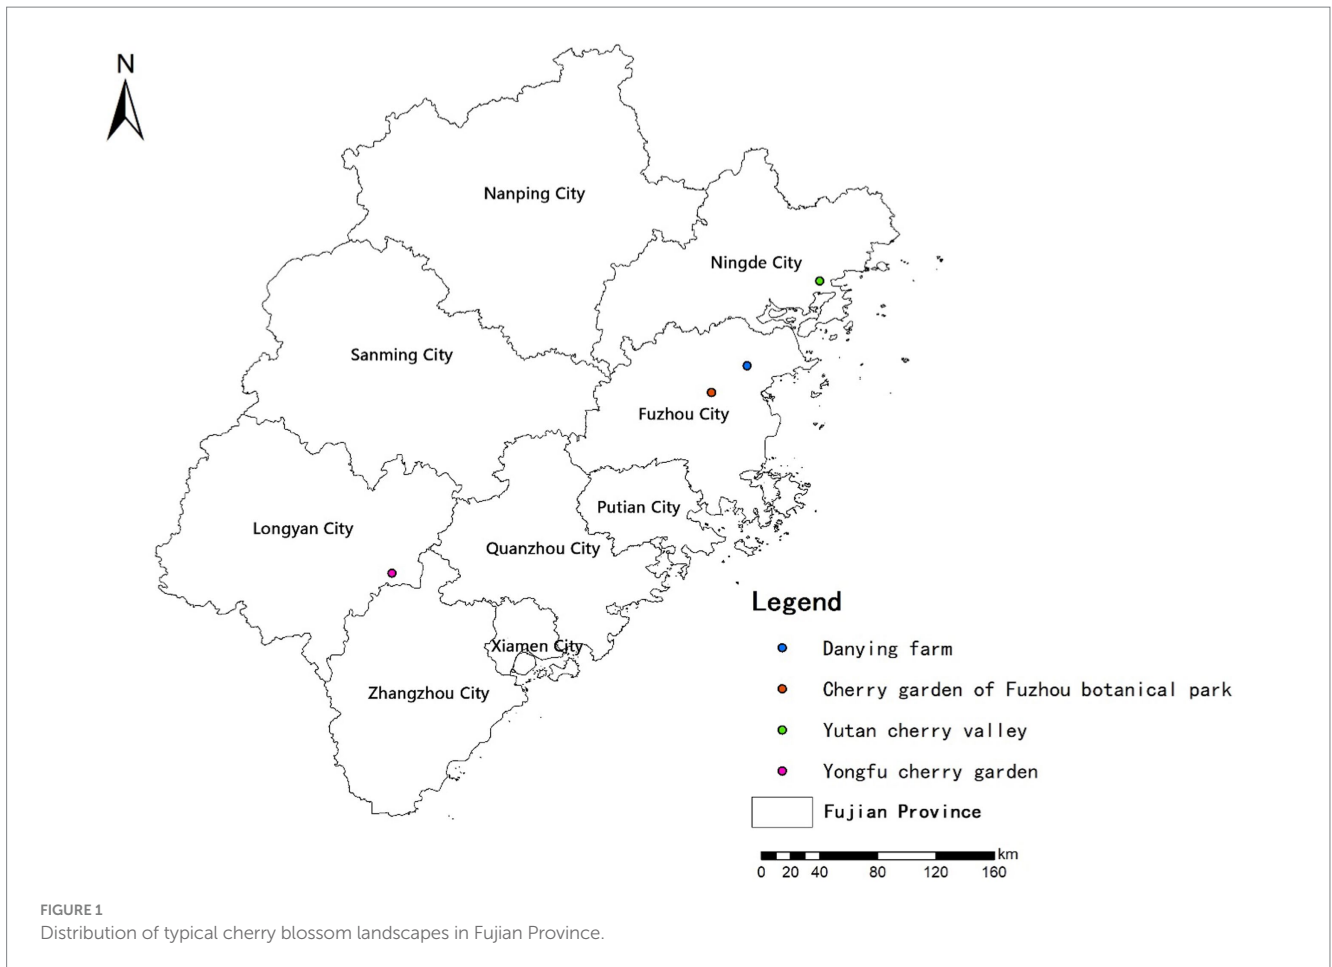 N
Nanping City
Ningde City
Sanming City
Fuzhou City
Putian City
Longyan City
Quanzhou City
Xiamen City
Zhangzhou City
Legend
Danying farm
Cherry garden of Fuzhou botanical park
Yutan cherry valley
Yongfu cherry garden
Fujian Province
km
0 20 40 80 120 160
FIGURE 1
Distribution of typical cherry blossom landscapes in Fujian Province.